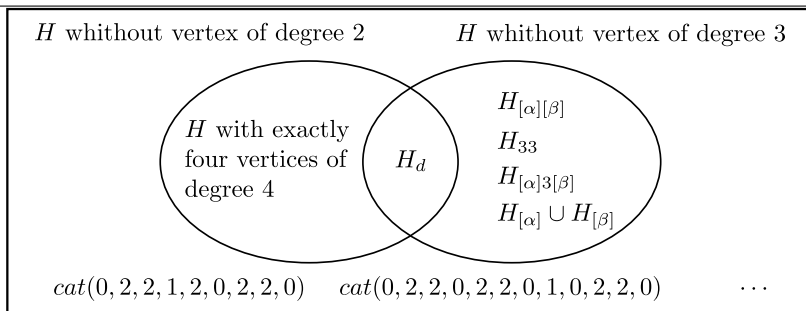 H whithout vertex of degree 2
H whithout vertex of degree 3
H with exactly
four vertices of
degree 4
H_d
H_{[α][β]}
H_{33}
H_{[α]3[β]}
H_{[α]} ∪ H_{[β]}
cat(0, 2, 2, 1, 2, 0, 2, 2, 0)
cat(0, 2, 2, 0, 2, 2, 0, 1, 0, 2, 2, 0)
···